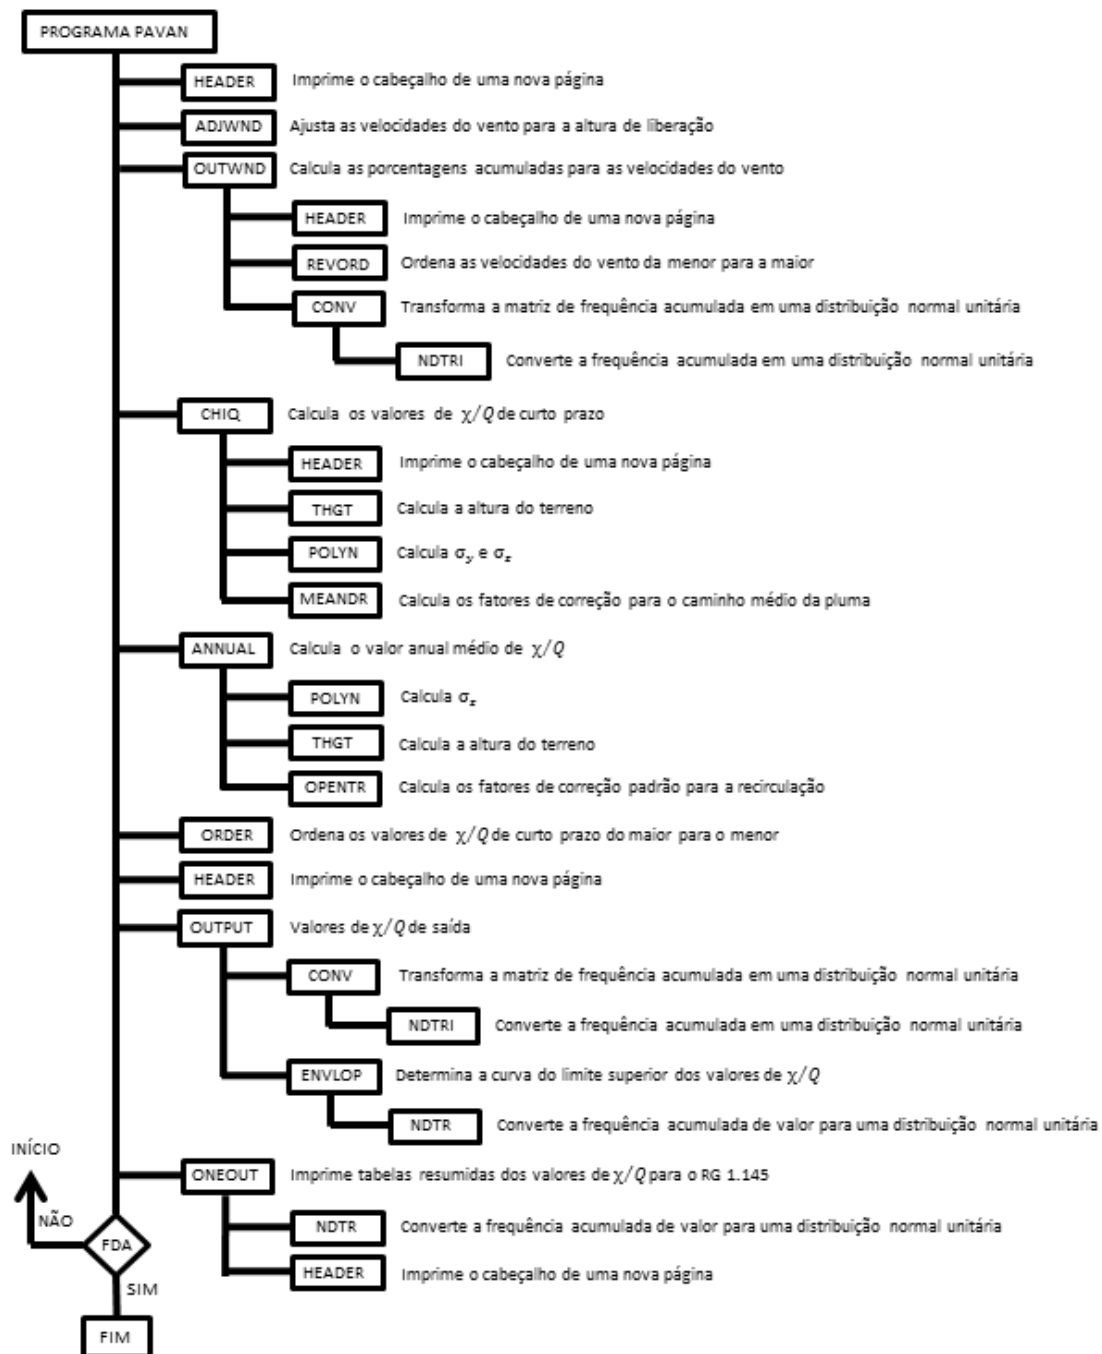 PROGRAMA PAVAN
HEADER Imprime o cabeçalho de uma nova página
ADJWND Ajusta as velocidades do vento para a altura de liberação
OUTWND Calcula as porcentagens acumuladas para as velocidades do vento
HEADER Imprime o cabeçalho de uma nova página
REVORD Ordena as velocidades do vento da menor para a maior
CONV Transforma a matriz de frequência acumulada em uma distribuição normal unitária
NDTRI Converte a frequência acumulada em uma distribuição normal unitária
CHIQ Calcula os valores de χ/Q de curto prazo
HEADER Imprime o cabeçalho de uma nova página
THGT Calcula a altura do terreno
POLYN Calcula σy e σz
MEANDR Calcula os fatores de correção para o caminho médio da pluma
ANNUAL Calcula o valor anual médio de χ/Q
POLYN Calcula σz
THGT Calcula a altura do terreno
OPENTR Calcula os fatores de correção padrão para a recirculação
ORDER Ordena os valores de χ/Q de curto prazo do maior para o menor
HEADER Imprime o cabeçalho de uma nova página
OUTPUT Valores de χ/Q de saída
CONV Transforma a matriz de frequência acumulada em uma distribuição normal unitária
NDTRI Converte a frequência acumulada em uma distribuição normal unitária
ENVLOP Determina a curva do limite superior dos valores de χ/Q
NDTR Converte a frequência acumulada de valor para uma distribuição normal unitária
INÍCIO
ONEOUT Imprime tabelas resumidas dos valores de χ/Q para o RG 1.145
NÃO
NDTR Converte a frequência acumulada de valor para uma distribuição normal unitária
FDA
HEADER Imprime o cabeçalho de uma nova página
SIM
FIM